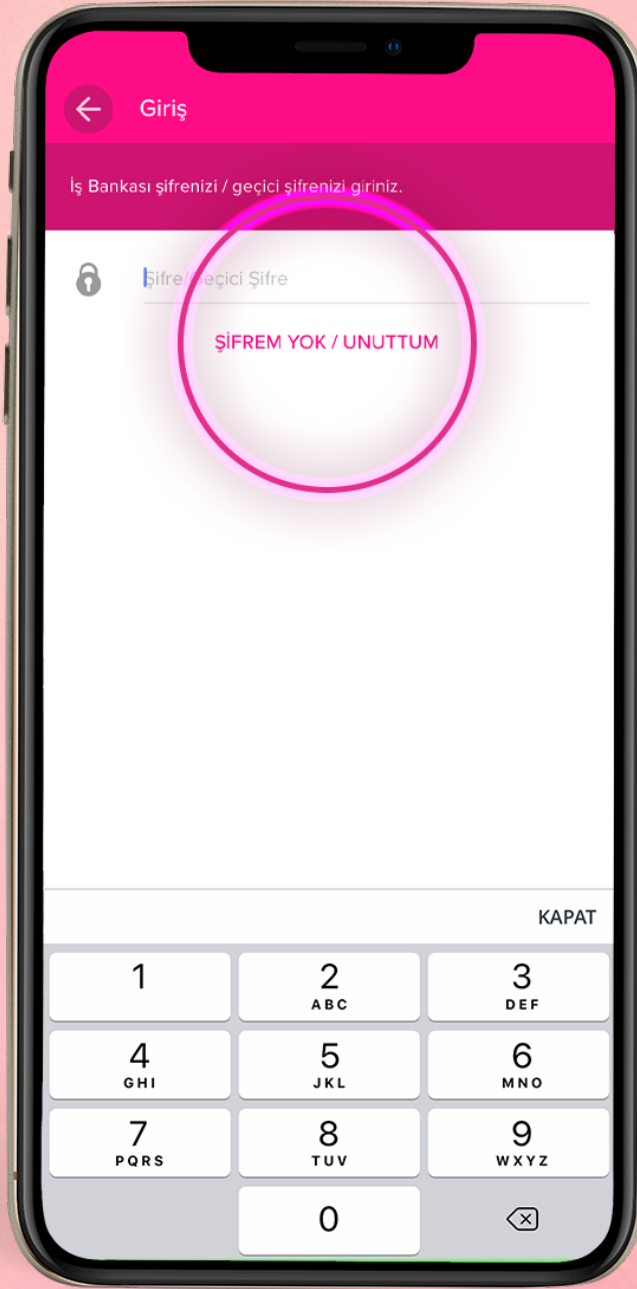 Giriş
İş Bankası şifrenizi / geçici şifrenizi giriniz.
Şifre/Geçici Şifre
ŞİFREM YOK / UNUTTUM
KAPAT
1
2
ABC
3
DEF
4
GHI
5
JKL
6
MNO
7
PQRS
8
TUV
9
WXYZ
0